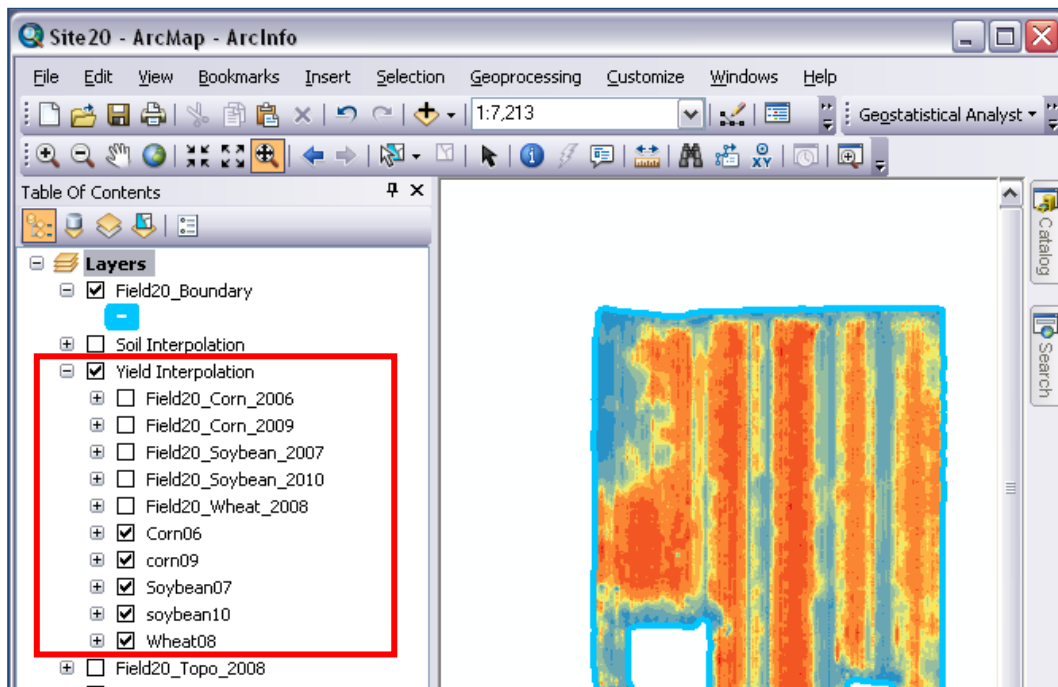 Site20 - ArcMap - ArcInfo
File Edit View Bookmarks Insert Selection Geoprocessing Customize Windows Help
1:7,213 Geostatistical Analyst
XY
Table Of Contents
Layers
Field20_Boundary
Soil Interpolation
Yield Interpolation
Field20_Corn_2006
Field20_Corn_2009
Field20_Soybean_2007
Field20_Soybean_2010
Field20_Wheat_2008
Corn06
corn09
Soybean07
soybean10
Wheat08
Field20_Topo_2008
Catalog
Search